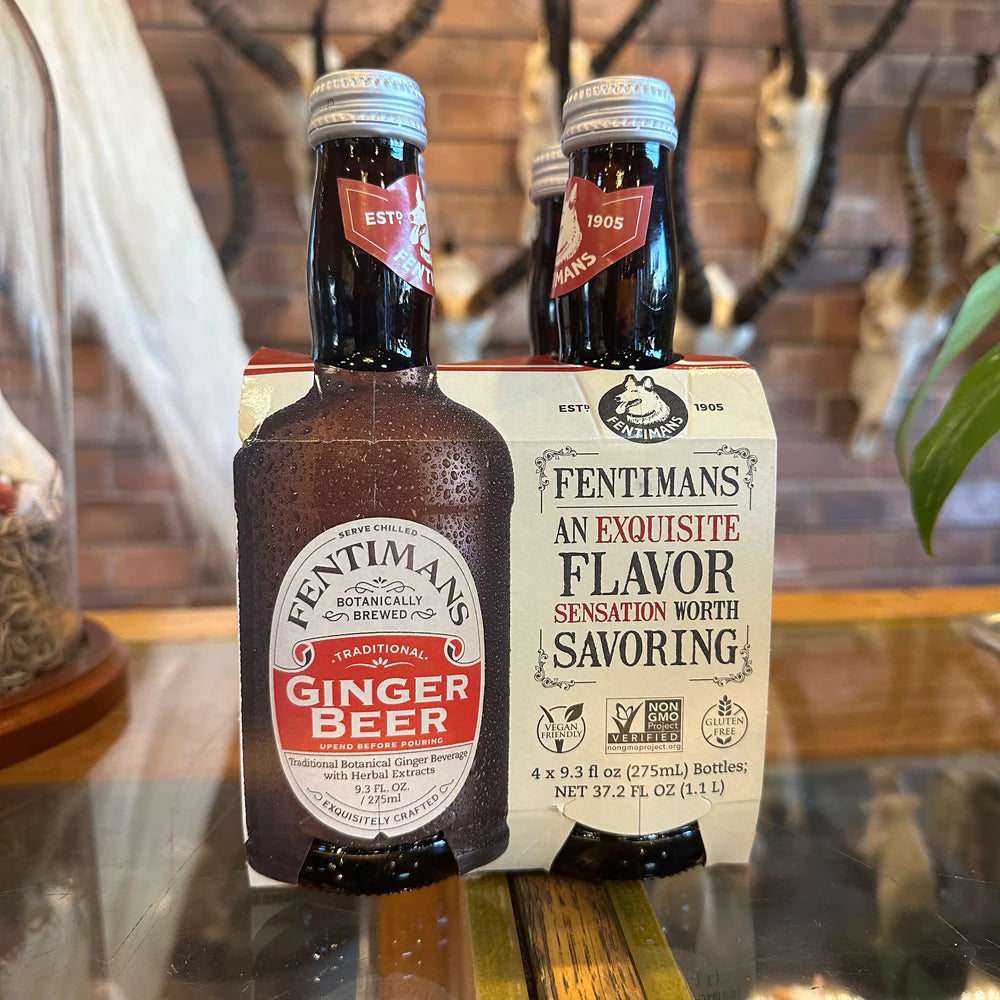 ESTD
FENTIMANS
1905
ESTD
1905
FENTIMANS
FENTIMANS
AN EXQUISITE
FLAVOR
SENSATION WORTH
SAVORING
VEGAN
FRIENDLY
NON
GMO
Project
VERIFIED
nongmoproject.org
GLUTEN
FREE
4 x 9.3 fl oz (275mL) Bottles;
NET 37.2 FL OZ (1.1 L)
SERVE CHILLED
FENTIMANS
BOTANICALLY
BREWED
TRADITIONAL
GINGER
BEER
UPEND BEFORE POURING
Traditional Botanical Ginger Beverage
with Herbal Extracts
9.3 FL. OZ.
/ 275ml
EXQUISITELY CRAFTED